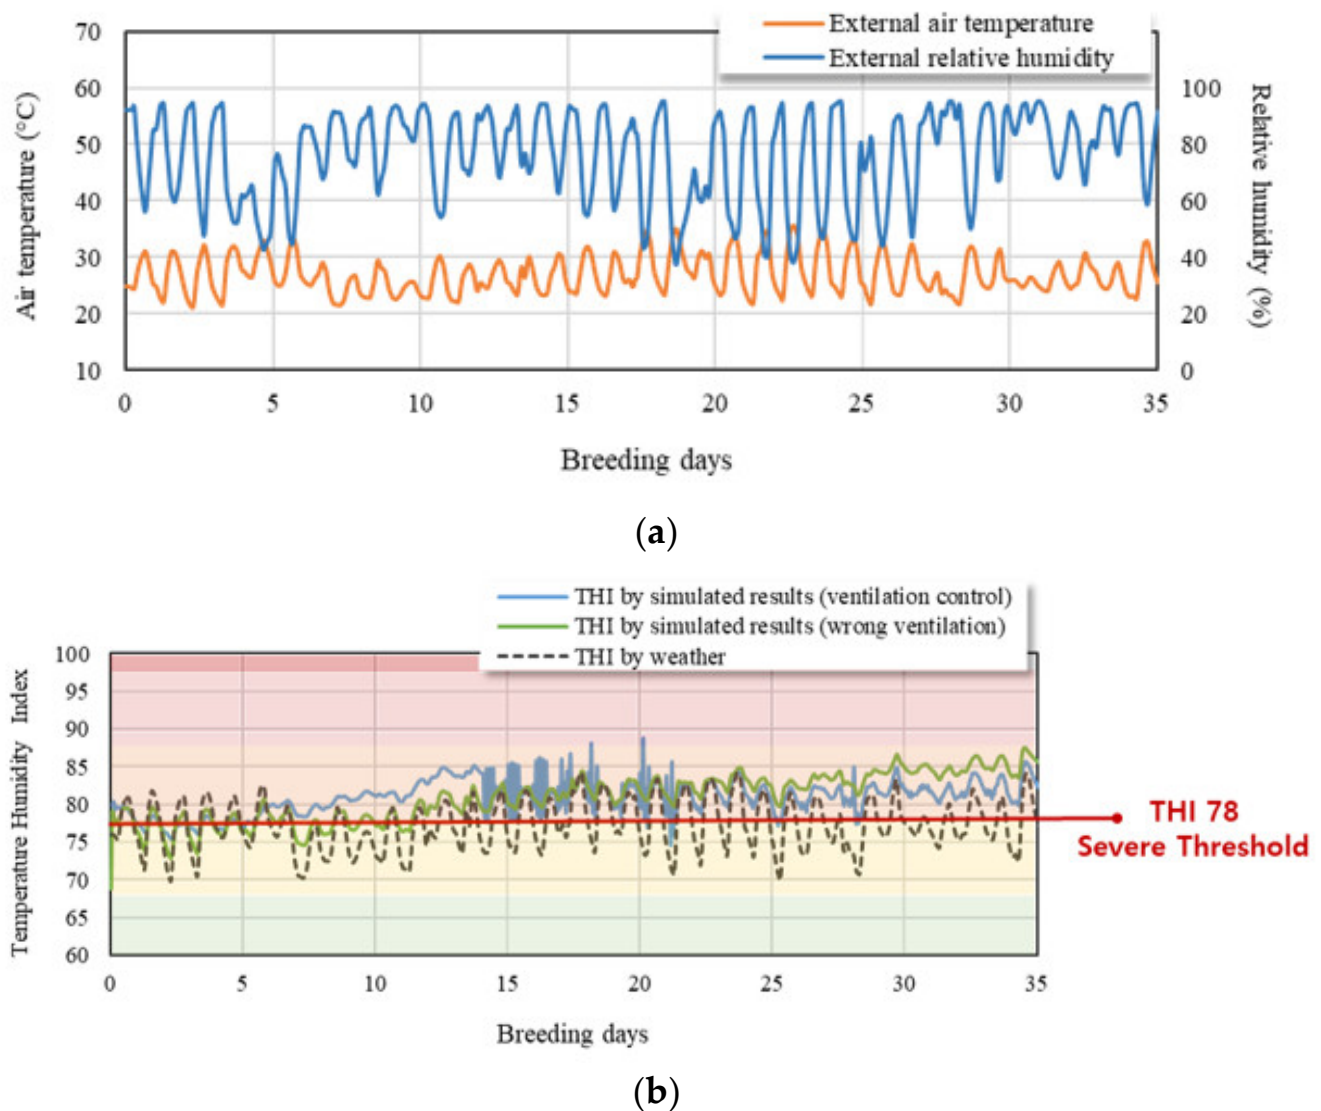 External air temperature
External relative humidity
Air temperature (°C)
70
60
50
40
30
20
10
Relative humidity (%)
100
80
60
40
20
0
0 5 10 15 20 25 30 35
Breeding days
(a)
THI by simulated results (ventilation control)
THI by simulated results (wrong ventilation)
THI by weather
Temperature Humidity Index
100
95
90
85
80
75
70
65
60
THI 78
Severe Threshold
0 5 10 15 20 25 30 35
Breeding days
(b)